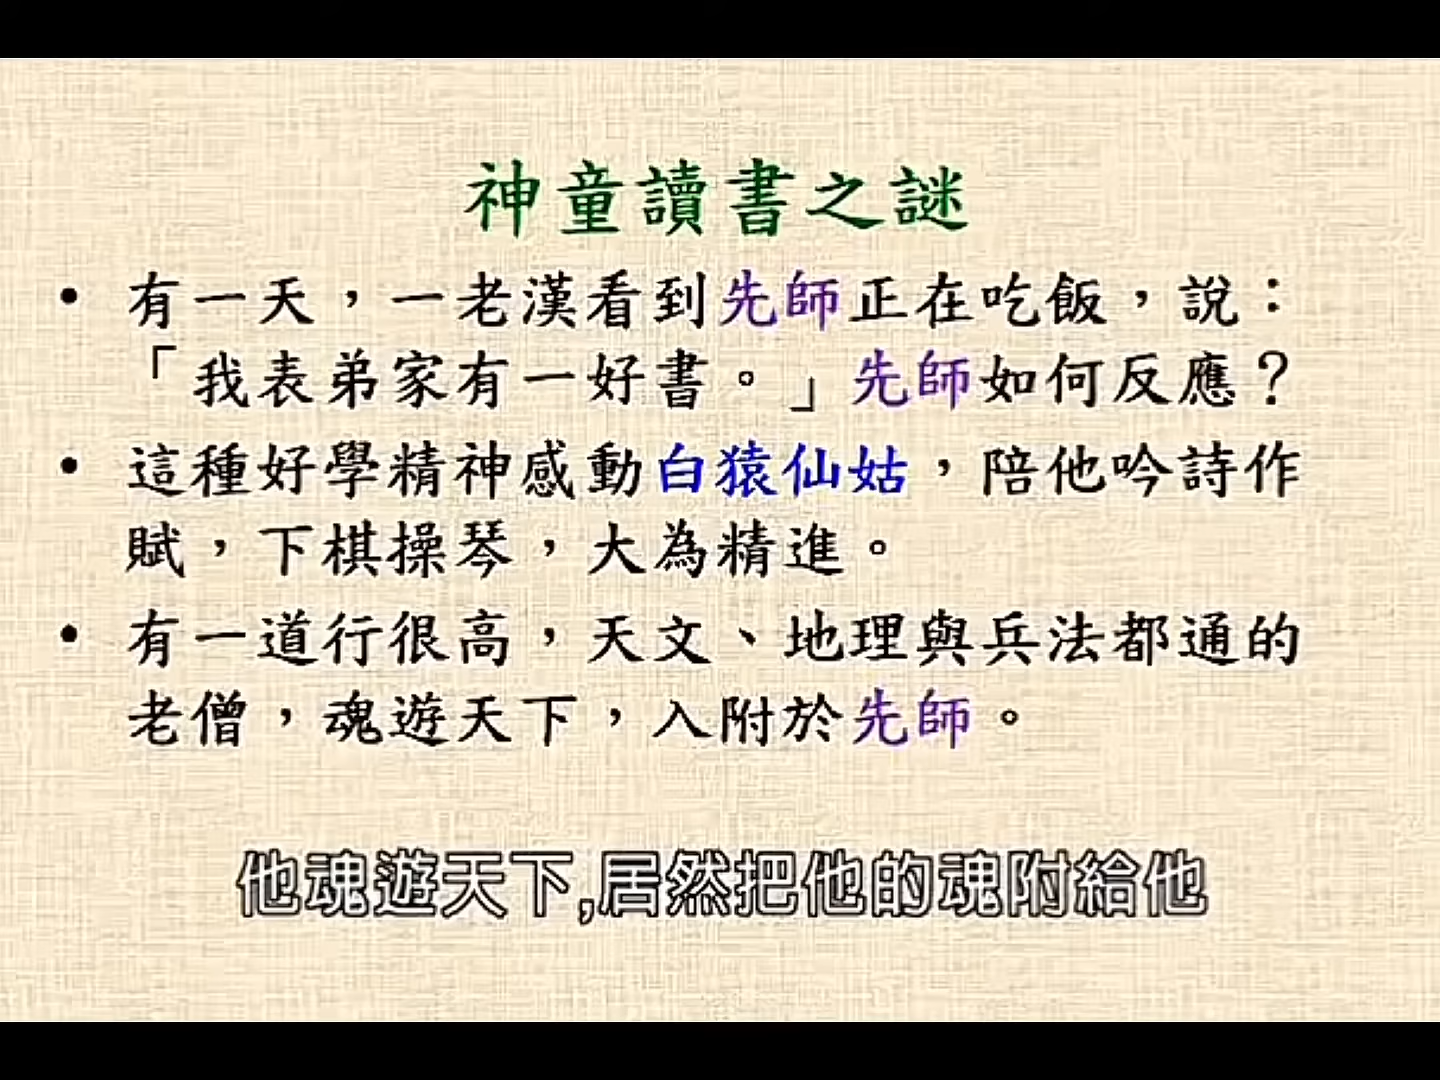 神童讀書之謎
• 有一天，一老漢看到先師正在吃飯，說：
「我表弟家有一好書。」先師如何反應？
• 這種好學精神感動白猿仙姑，陪他吟詩作
賦，下棋操琴，大為精進。
• 有一道行很高，天文、地理與兵法都通的
老僧，魂遊天下，入附於先師。
他魂遊天下,居然把他的魂附給他